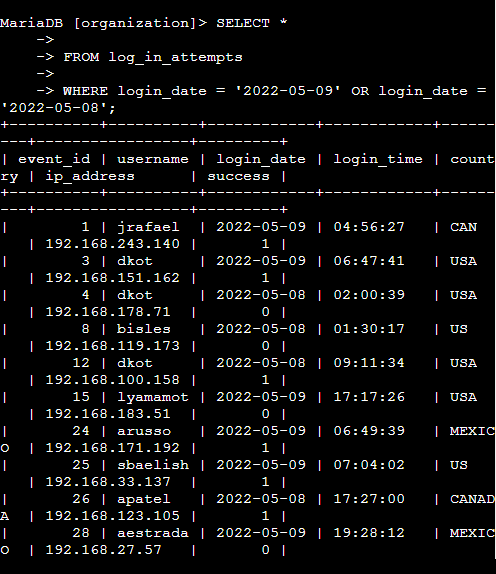 MariaDB [organization]> SELECT *
    ->
    -> FROM log_in_attempts
    ->
    -> WHERE login_date = '2022-05-09' OR login_date =
'2022-05-08';
+----------+----------+------------+------------+------
---+-----------------+---------+
| event_id | username | login_date | login_time | count
ry | ip_address      | success |
+----------+----------+------------+------------+------
---+-----------------+---------+
|        1 | jrafael  | 2022-05-09 | 04:56:27   | CAN
   | 192.168.243.140 |       1 |
|        3 | dkot     | 2022-05-09 | 06:47:41   | USA
   | 192.168.151.162 |       1 |
|        4 | dkot     | 2022-05-08 | 02:00:39   | USA
   | 192.168.178.71  |       0 |
|        8 | bisles   | 2022-05-08 | 01:30:17   | US
   | 192.168.119.173 |       0 |
|       12 | dkot     | 2022-05-08 | 09:11:34   | USA
   | 192.168.100.158 |       1 |
|       15 | lyamamot | 2022-05-09 | 17:17:26   | USA
   | 192.168.183.51  |       0 |
|       24 | arusso   | 2022-05-09 | 06:49:39   | MEXIC
O  | 192.168.171.192 |       1 |
|       25 | sbaelish | 2022-05-09 | 07:04:02   | US
   | 192.168.33.137  |       1 |
|       26 | apatel   | 2022-05-08 | 17:27:00   | CANAD
A  | 192.168.123.105 |       1 |
|       28 | aestrada | 2022-05-09 | 19:28:12   | MEXIC
O  | 192.168.27.57   |       0 |